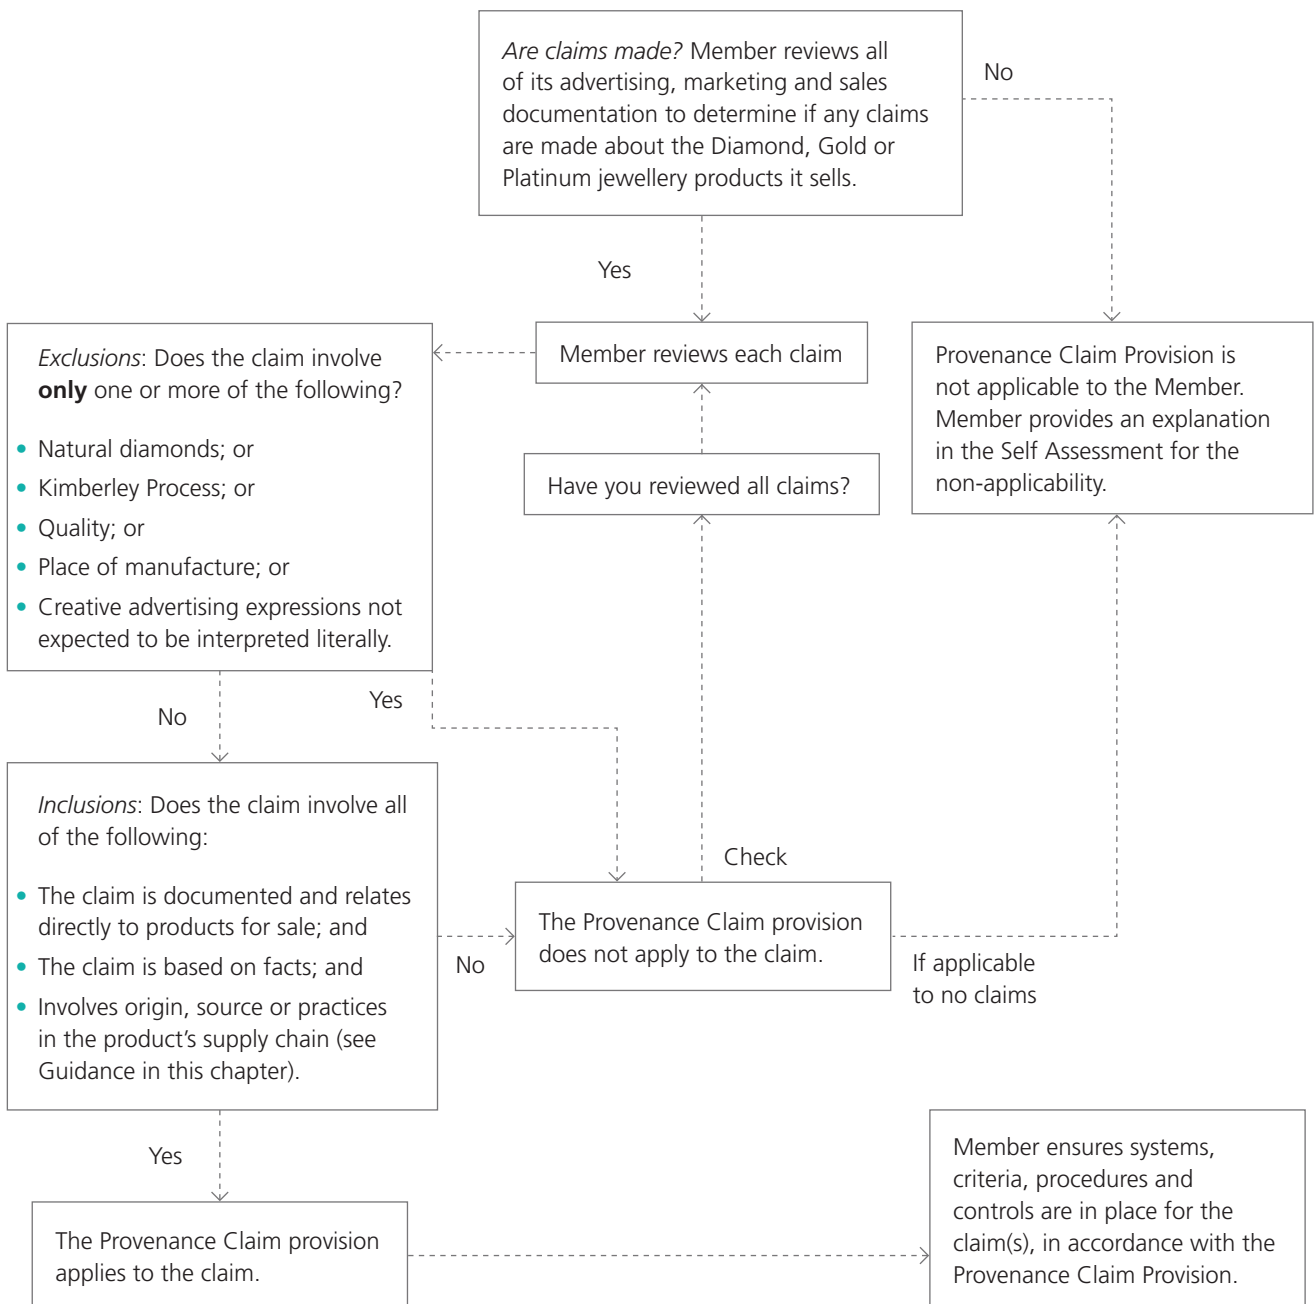 Are claims made? Member reviews all
of its advertising, marketing and sales
documentation to determine if any claims
are made about the Diamond, Gold or
Platinum jewellery products it sells.
No
Yes
Member reviews each claim
Have you reviewed all claims?
Provenance Claim Provision is
not applicable to the Member.
Member provides an explanation
in the Self Assessment for the
non-applicability.
Exclusions: Does the claim involve
only one or more of the following?
• Natural diamonds; or
• Kimberley Process; or
• Quality; or
• Place of manufacture; or
• Creative advertising expressions not
expected to be interpreted literally.
No
Yes
Inclusions: Does the claim involve all
of the following:
• The claim is documented and relates
directly to products for sale; and
• The claim is based on facts; and
• Involves origin, source or practices
in the product’s supply chain (see
Guidance in this chapter).
No
Check
The Provenance Claim provision
does not apply to the claim.
If applicable
to no claims
Yes
The Provenance Claim provision
applies to the claim.
Member ensures systems,
criteria, procedures and
controls are in place for the
claim(s), in accordance with the
Provenance Claim Provision.